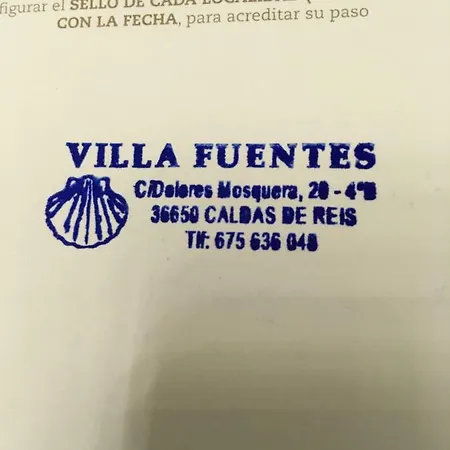 figurar el SELLO DE CADA LOCALIDAD
CON LA FECHA, para acreditar su paso
VILLA FUENTES
C/Dolores Mosquera, 20 - 4ºB
36650 CALDAS DE REIS
Tlf: 675 636 048